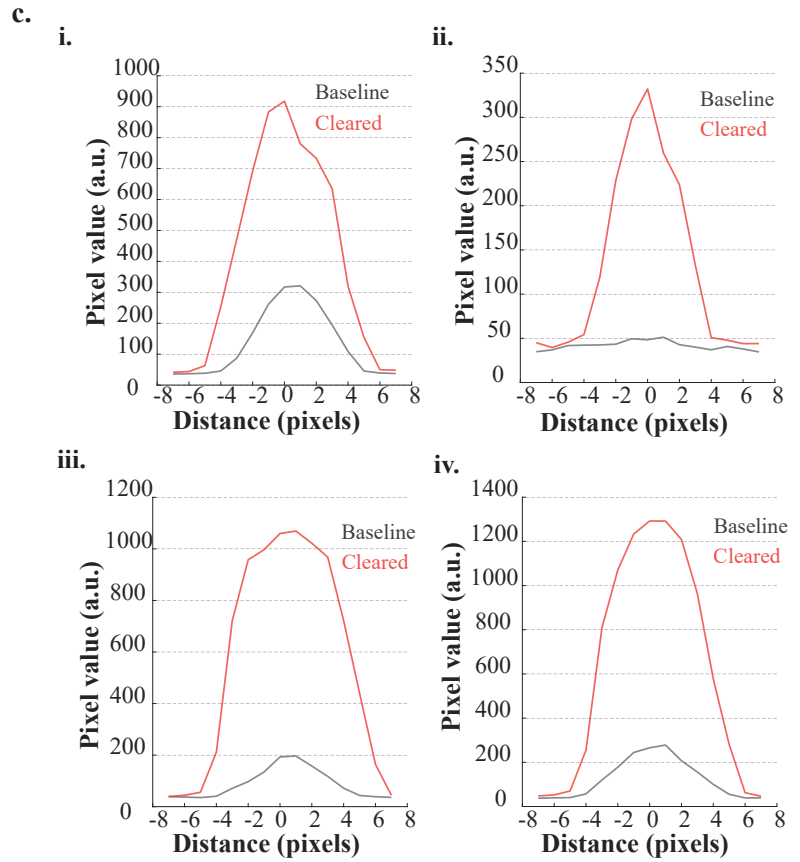 c.
i.
1000
900
800
700
600
500
400
300
200
100
0
Pixel value (a.u.)
Baseline
Cleared
-8 -6 -4 -2 0 2 4 6 8
Distance (pixels)
ii.
350
300
250
200
150
100
50
0
Pixel value (a.u.)
Baseline
Cleared
-8 -6 -4 -2 0 2 4 6 8
Distance (pixels)
iii.
1200
1000
800
600
400
200
0
Pixel value (a.u.)
Baseline
Cleared
-8 -6 -4 -2 0 2 4 6 8
Distance (pixels)
iv.
1400
1200
1000
800
600
400
200
0
Pixel value (a.u.)
Baseline
Cleared
-8 -6 -4 -2 0 2 4 6 8
Distance (pixels)